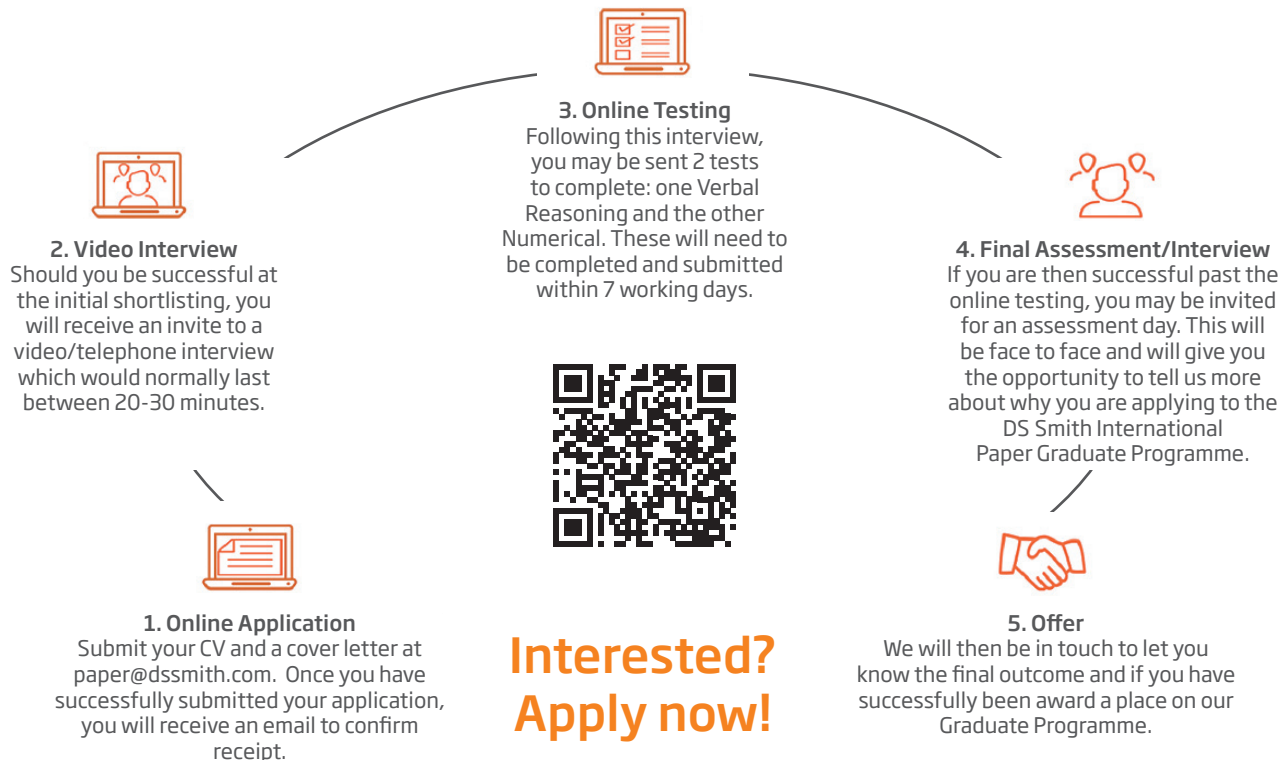 1. Online Application
Submit your CV and a cover letter at
paper@dssmith.com. Once you have
successfully submitted your application,
you will receive an email to confirm
receipt.
2. Video Interview
Should you be successful at
the initial shortlisting, you
will receive an invite to a
video/telephone interview
which would normally last
between 20-30 minutes.
3. Online Testing
Following this interview,
you may be sent 2 tests
to complete: one Verbal
Reasoning and the other
Numerical. These will need to
be completed and submitted
within 7 working days.
4. Final Assessment/Interview
If you are then successful past the
online testing, you may be invited
for an assessment day. This will
be face to face and will give you
the opportunity to tell us more
about why you are applying to the
DS Smith International
Paper Graduate Programme.
5. Offer
We will then be in touch to let you
know the final outcome and if you have
successfully been award a place on our
Graduate Programme.
Interested?
Apply now!